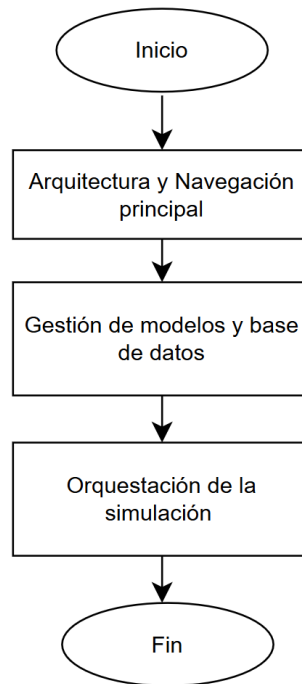 Inicio
Arquitectura y Navegación
principal
Gestión de modelos y base
de datos
Orquestación de la
simulación
Fin